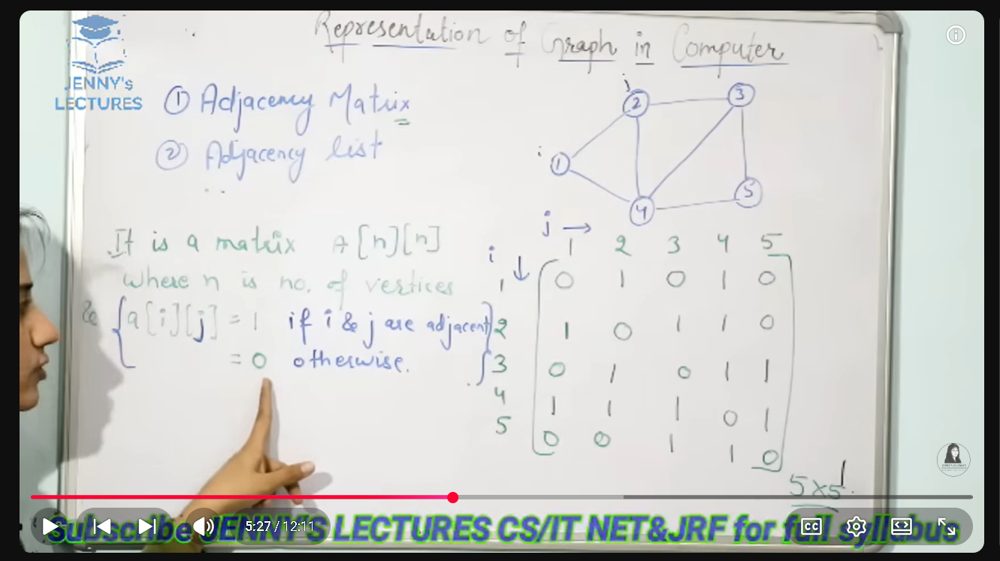 Representation of Graph in Computer
JENNY's
LECTURES
① Adjacency Matrix
② Adjacency list
1
2
3
4
5
i
j
It is a matrix A[n][n]
where n is no. of vertices
& { a[i][j] = 1 if i & j are adjacent }
= 0 otherwise.
j →
i ↓
1 2 3 4 5
1 0 1 0 1 0
2 1 0 1 1 0
3 0 1 0 1 1
4 1 1 1 0 1
5 0 0 1 1 0
5×5
Subscribe JENNY'S LECTURES CS/IT NET&JRF for full syllabus
5:27 / 12:11
CC